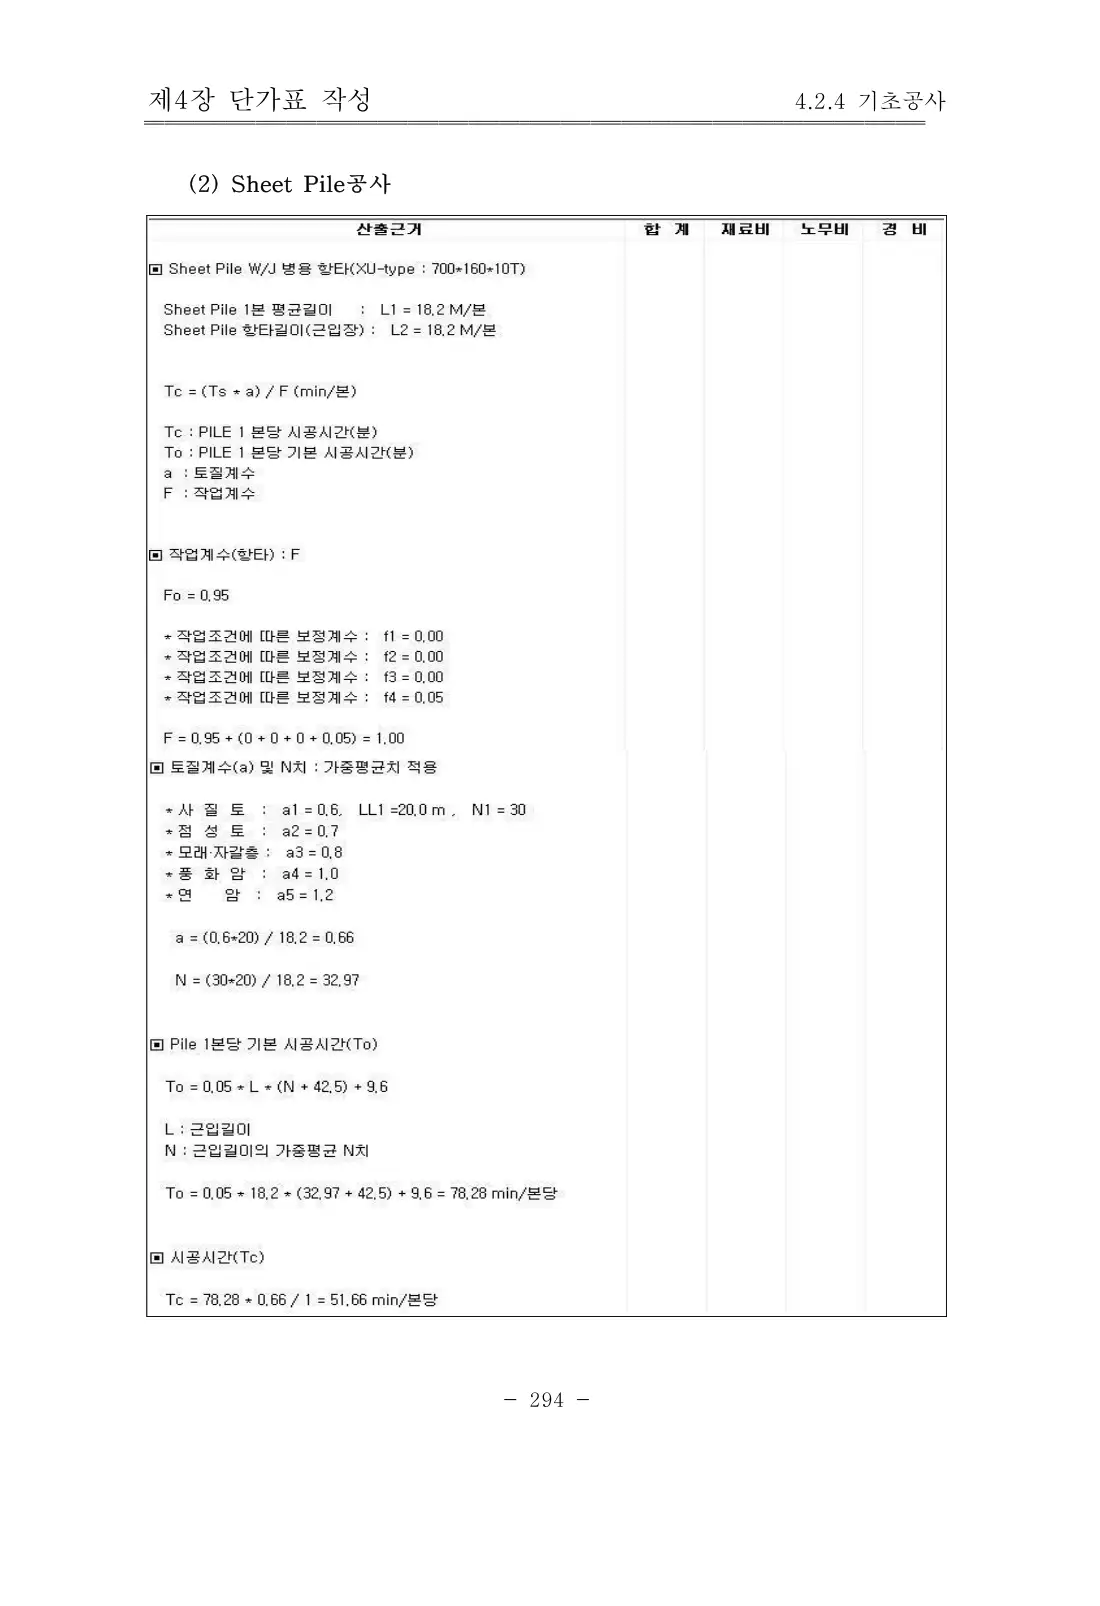 제4장 단가표 작성
4.2.4 기초공사
(2) Sheet Pile공사
산출근거 합 계 재료비 노무비 경 비
▣ Sheet Pile W/J 병용 항타(XU-type : 700*160*10T)
Sheet Pile 1본 평균길이 : L1 = 18.2 M/본
Sheet Pile 항타길이(근입장) : L2 = 18.2 M/본
Tc = (Ts * a) / F (min/본)
Tc : PILE 1 본당 시공시간(분)
To : PILE 1 본당 기본 시공시간(분)
a : 토질계수
F : 작업계수
▣ 작업계수(항타) : F
Fo = 0.95
* 작업조건에 따른 보정계수 : f1 = 0.00
* 작업조건에 따른 보정계수 : f2 = 0.00
* 작업조건에 따른 보정계수 : f3 = 0.00
* 작업조건에 따른 보정계수 : f4 = 0.05
F = 0.95 + (0 + 0 + 0 + 0.05) = 1.00
▣ 토질계수(a) 및 N치 : 가중평균치 적용
* 사 질 토 : a1 = 0.6, LL1 =20.0 m , N1 = 30
* 점 성 토 : a2 = 0.7
* 모래·자갈층 : a3 = 0.8
* 풍 화 암 : a4 = 1.0
* 연 암 : a5 = 1.2
a = (0.6*20) / 18.2 = 0.66
N = (30*20) / 18.2 = 32.97
▣ Pile 1본당 기본 시공시간(To)
To = 0.05 * L * (N + 42.5) + 9.6
L : 근입길이
N : 근입길이의 가중평균 N치
To = 0.05 * 18.2 * (32.97 + 42.5) + 9.6 = 78.28 min/본당
▣ 시공시간(Tc)
Tc = 78.28 * 0.66 / 1 = 51.66 min/본당
- 294 -